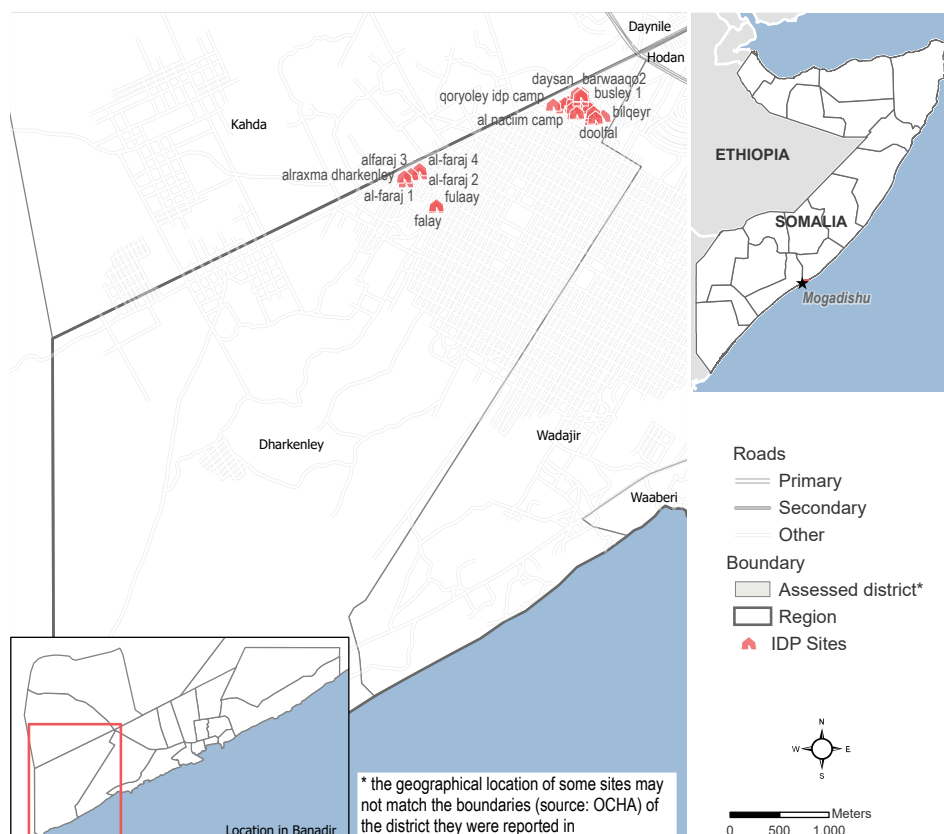 Daynile
Hodan
daysan
barwaaqo2
qoryoley idp camp
busley 1
al naciim camp
bilqeyr
doolfal
Kahda
alfaraj 3
al-faraj 4
alraxma dharkenley
al-faraj 2
al-faraj 1
fulaay
falay
Dharkenley
Wadajir
Waaberi
Location in Banadir
* the geographical location of some sites may
not match the boundaries (source: OCHA) of
the district they were reported in
ETHIOPIA
SOMALIA
Mogadishu
Roads
Primary
Secondary
Other
Boundary
Assessed district*
Region
IDP Sites
N
W E
S
Meters
0 500 1,000